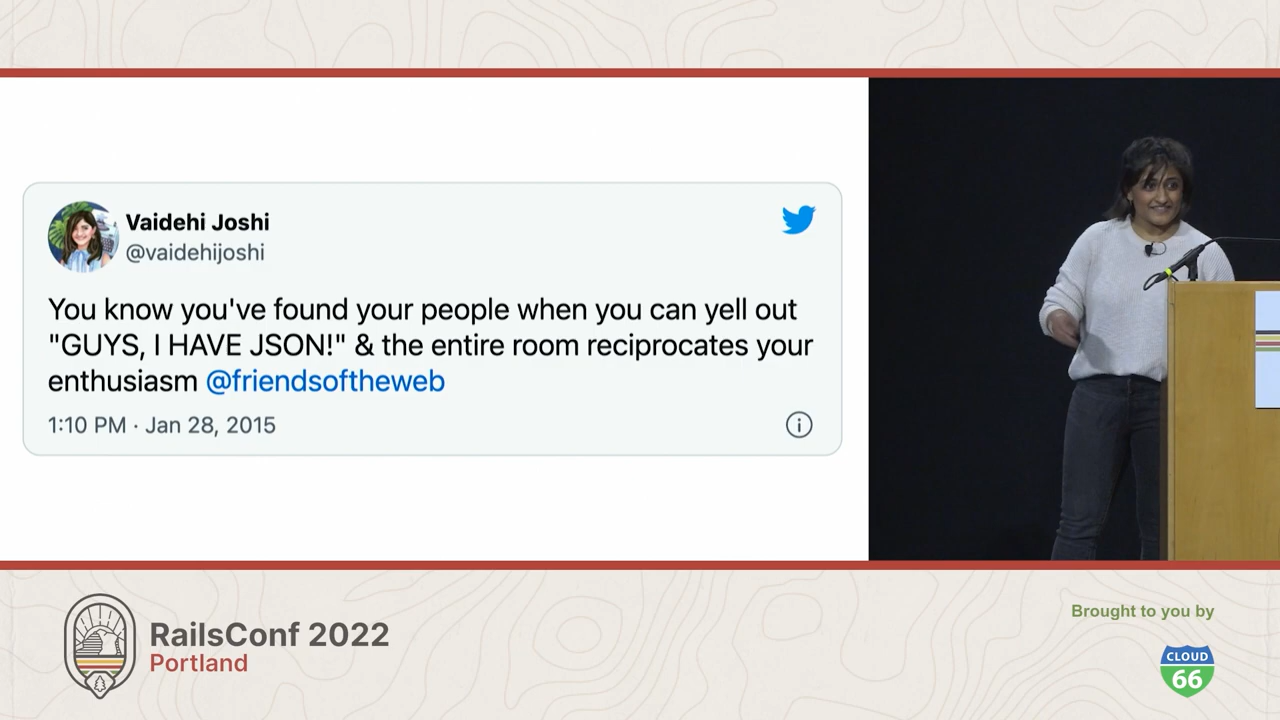 Vaidehi Joshi
@vaidehijoshi
You know you've found your people when you can yell out
"GUYS, I HAVE JSON!" & the entire room reciprocates your
enthusiasm @friendsoftheweb
1:10 PM · Jan 28, 2015
RailsConf 2022
Portland
Brought to you by
CLOUD
66